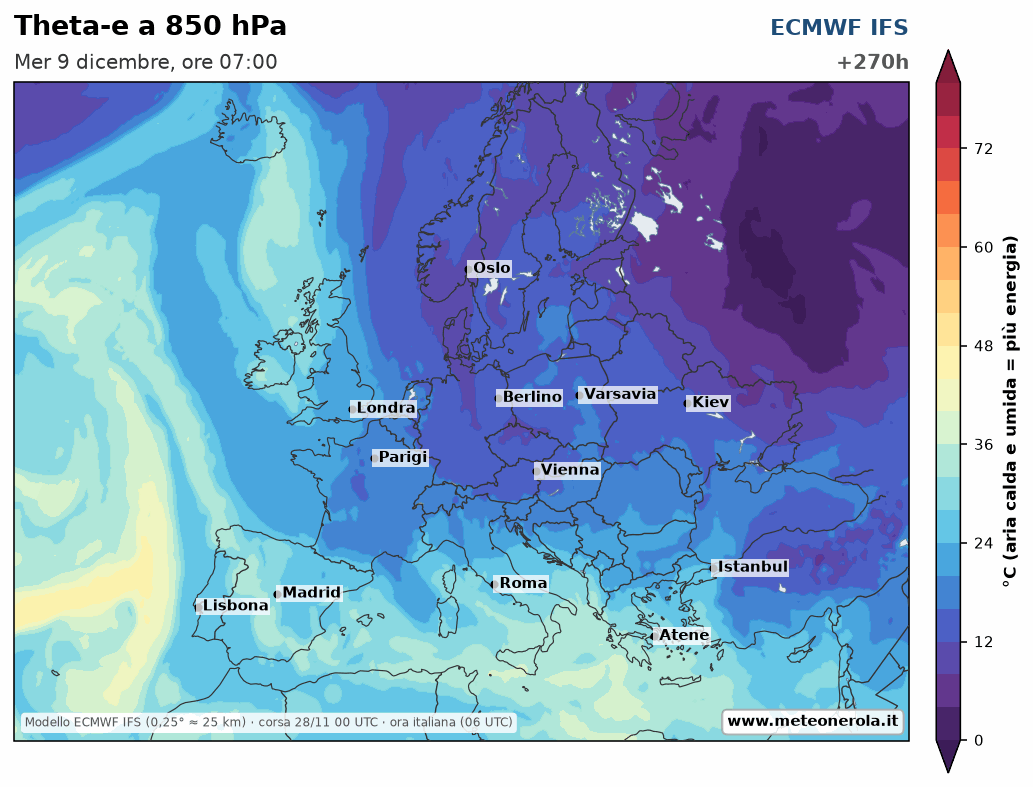 Theta-e a 850 hPa
ECMWF IFS
Mer 9 dicembre, ore 07:00
+270h
72
60
48
36
24
12
0
°C (aria calda e umida = più energia)
Oslo
Berlino
Varsavia
Kiev
Londra
Parigi
Vienna
Istanbul
Roma
Madrid
Lisbona
Atene
Modello ECMWF IFS (0,25° ≈ 25 km) · corsa 28/11 00 UTC · ora italiana (06 UTC)
www.meteonerola.it